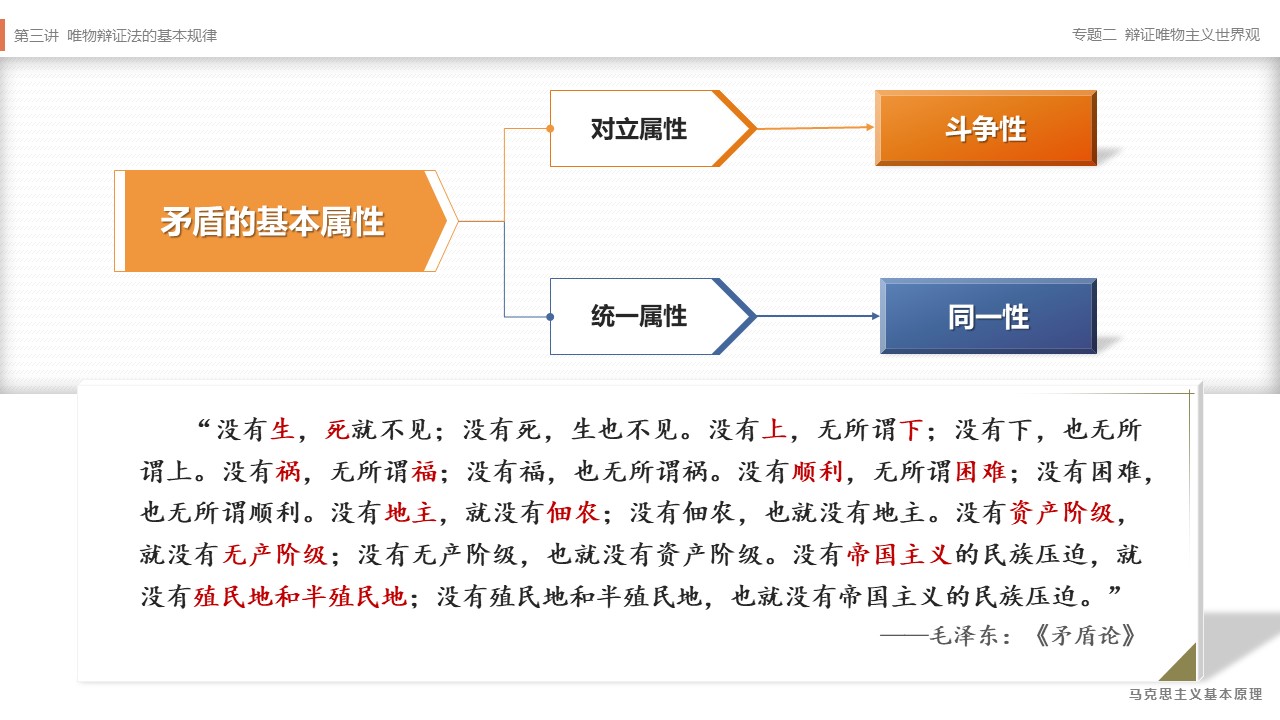 第三讲 唯物辩证法的基本规律
专题二 辩证唯物主义世界观
对立属性
斗争性
矛盾的基本属性
统一属性
同一性
“没有生，死就不见；没有死，生也不见。没有上，无所谓下；没有下，也无所
谓上。没有祸，无所谓福；没有福，也无所谓祸。没有顺利，无所谓困难；没有困难，
也无所谓顺利。没有地主，就没有佃农；没有佃农，也就没有地主。没有资产阶级，
就没有无产阶级；没有无产阶级，也就没有资产阶级。没有帝国主义的民族压迫，就
没有殖民地和半殖民地；没有殖民地和半殖民地，也就没有帝国主义的民族压迫。”
——毛泽东：《矛盾论》
马克思主义基本原理